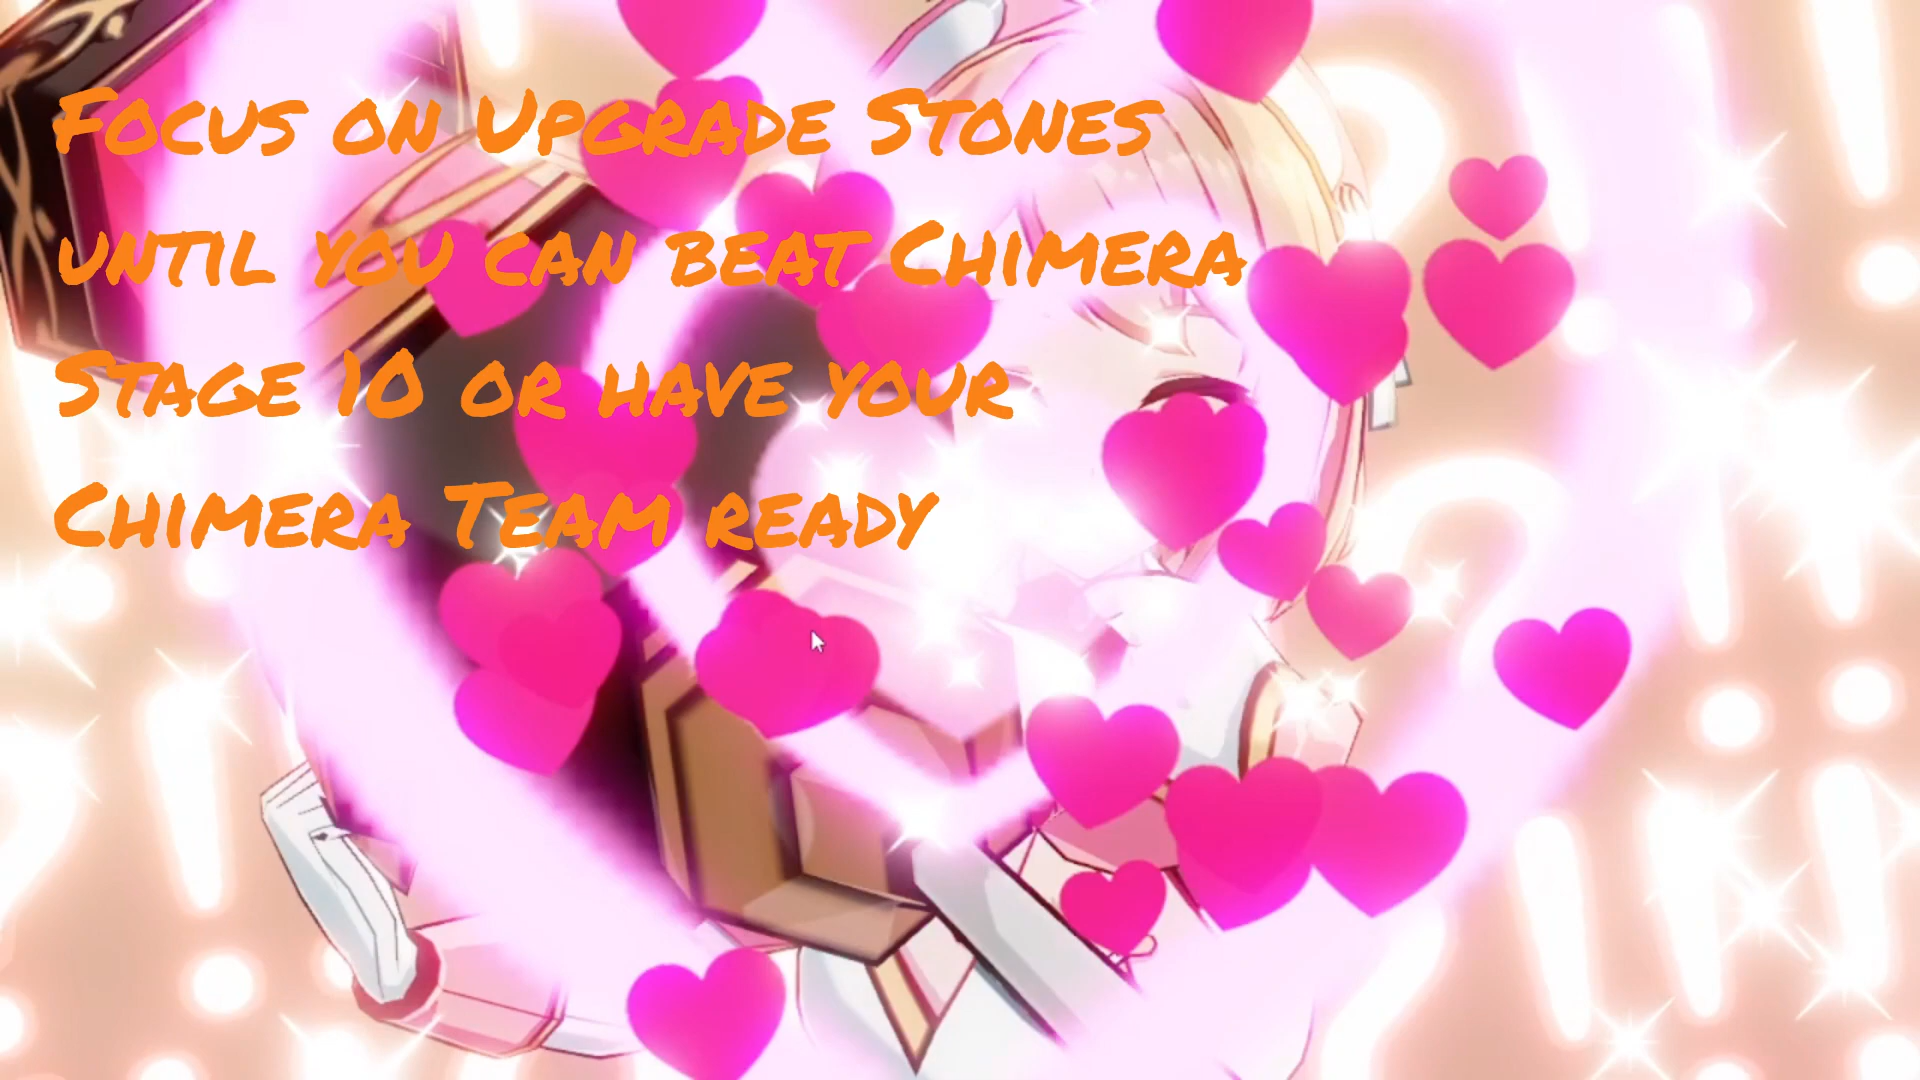 Focus on Upgrade Stones
until you can beat Chimera
Stage 10 or have your
Chimera Team ready